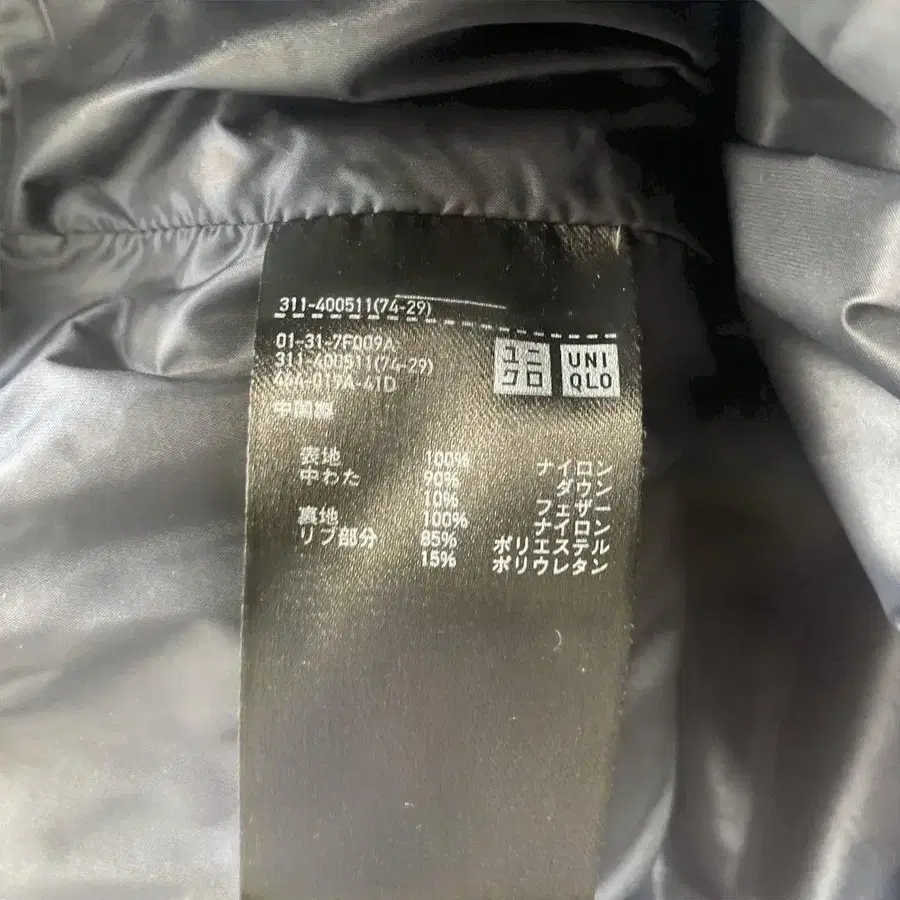 311-400511(74-29)
01-31-7F009A
311-400511(74-29)
中国製
ユニ
クロ
UNI
QLO
表地 100% ナイロン
中わた 90% ダウン
10% フェザー
裏地 100% ナイロン
リブ部分 85% ポリエステル
15% ポリウレタン